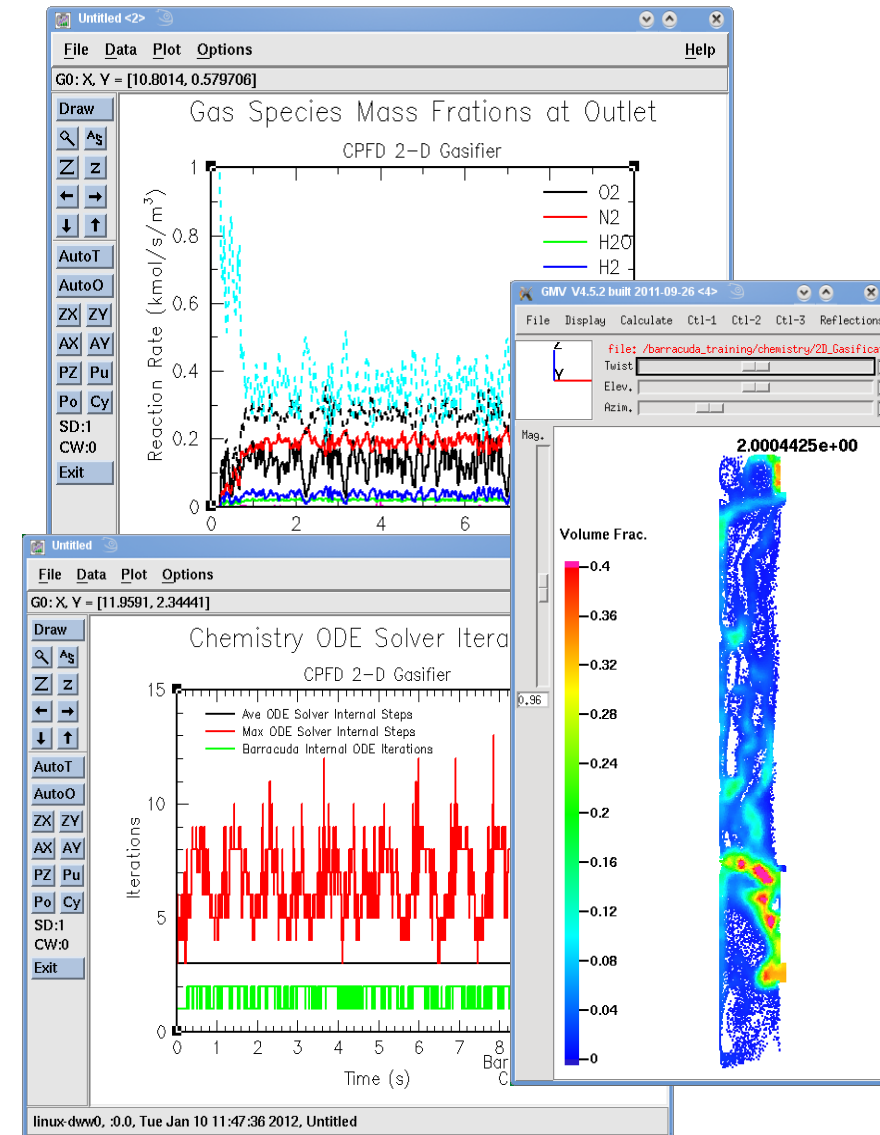 Untitled <2>
File Data Plot Options Help
G0: X, Y = [10.8014, 0.579706]
Draw
AS
Z z
AutoT
AutoO
ZX ZY
AX AY
PZ Pu
Po Cy
SD:1
CW:0
Exit
Gas Species Mass Frations at Outlet
CPFD 2-D Gasifier
Reaction Rate (kmol/s/m³)
1
0.8
0.6
0.4
0.2
0
0 2 4 6
O2
N2
H2O
H2
GMV V4.5.2 built 2011-09-26 <4>
File Display Calculate Ctl-1 Ctl-2 Ctl-3 Reflections
file: /barracuda_training/chemistry/2D_Gasifica
Z
Y
Twist
Elev.
Azim.
Mag.
0.96
2.0004425e+00
Volume Frac.
0.4
0.36
0.32
0.28
0.24
0.2
0.16
0.12
0.08
0.04
0
Untitled
File Data Plot Options
G0: X, Y = [11.9591, 2.34441]
Draw
AS
Z z
AutoT
AutoO
ZX ZY
AX AY
PZ Pu
Po Cy
SD:1
CW:0
Exit
Chemistry ODE Solver Itera
CPFD 2-D Gasifier
Iterations
15
10
5
0
Ave ODE Solver Internal Steps
Max ODE Solver Internal Steps
Barracuda Internal ODE Iterations
0 1 2 3 4 5 6 7 8
Bar
Time (s) C
linux-dww0, :0.0, Tue Jan 10 11:47:36 2012, Untitled